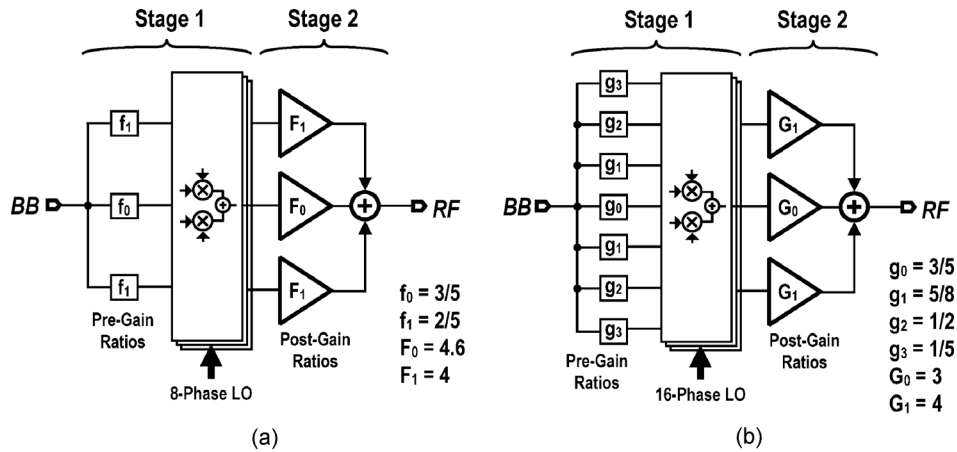 Stage 1
Stage 2
f1
f0
f1
BB
F1
F0
F1
RF
Pre-Gain
Ratios
8-Phase LO
Post-Gain
Ratios
f0 = 3/5
f1 = 2/5
F0 = 4.6
F1 = 4
(a)
Stage 1
Stage 2
g3
g2
g1
g0
g1
g2
g3
BB
G1
G0
G1
RF
Pre-Gain
Ratios
16-Phase LO
Post-Gain
Ratios
g0 = 3/5
g1 = 5/8
g2 = 1/2
g3 = 1/5
G0 = 3
G1 = 4
(b)